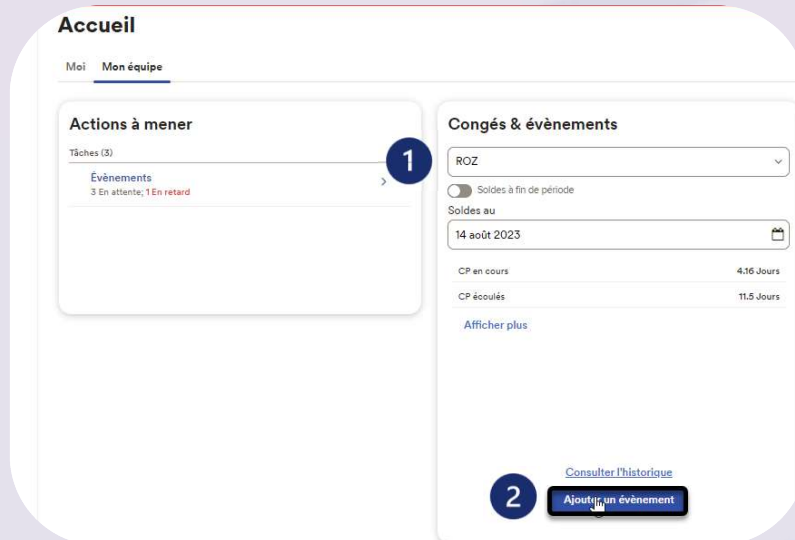 Accueil
Moi Mon équipe
Actions à mener
Tâches (3)
Évènements
3 En attente; 1 En retard
1
Congés & évènements
ROZ
Soldes à fin de période
Soldes au
14 août 2023
CP en cours 4.16 Jours
CP écoulés 11.5 Jours
Afficher plus
Consulter l'historique
2
Ajouter un évènement